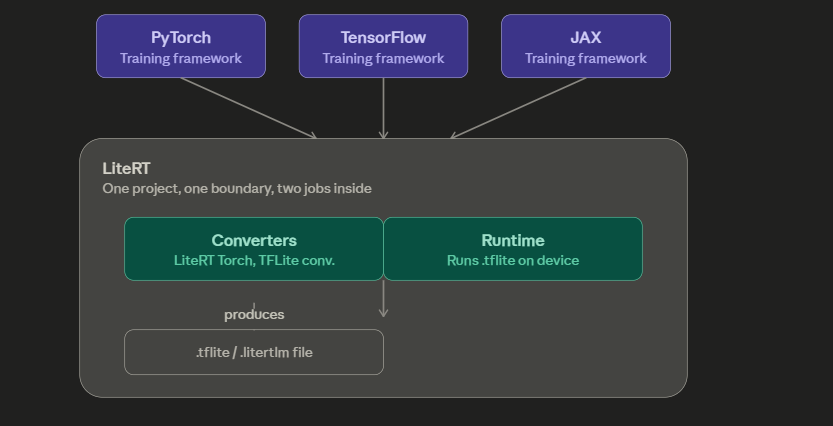 PyTorch
Training framework
TensorFlow
Training framework
JAX
Training framework
LiteRT
One project, one boundary, two jobs inside
Converters
LiteRT Torch, TFLite conv.
Runtime
Runs .tflite on device
produces
.tflite / .litertlm file